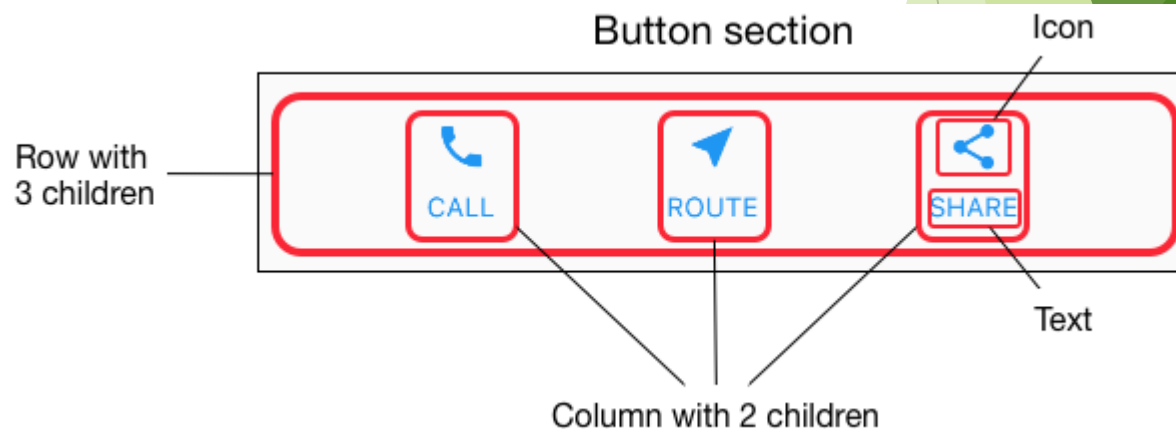 Button section
Icon
Row with
3 children
CALL
ROUTE
SHARE
Text
Column with 2 children